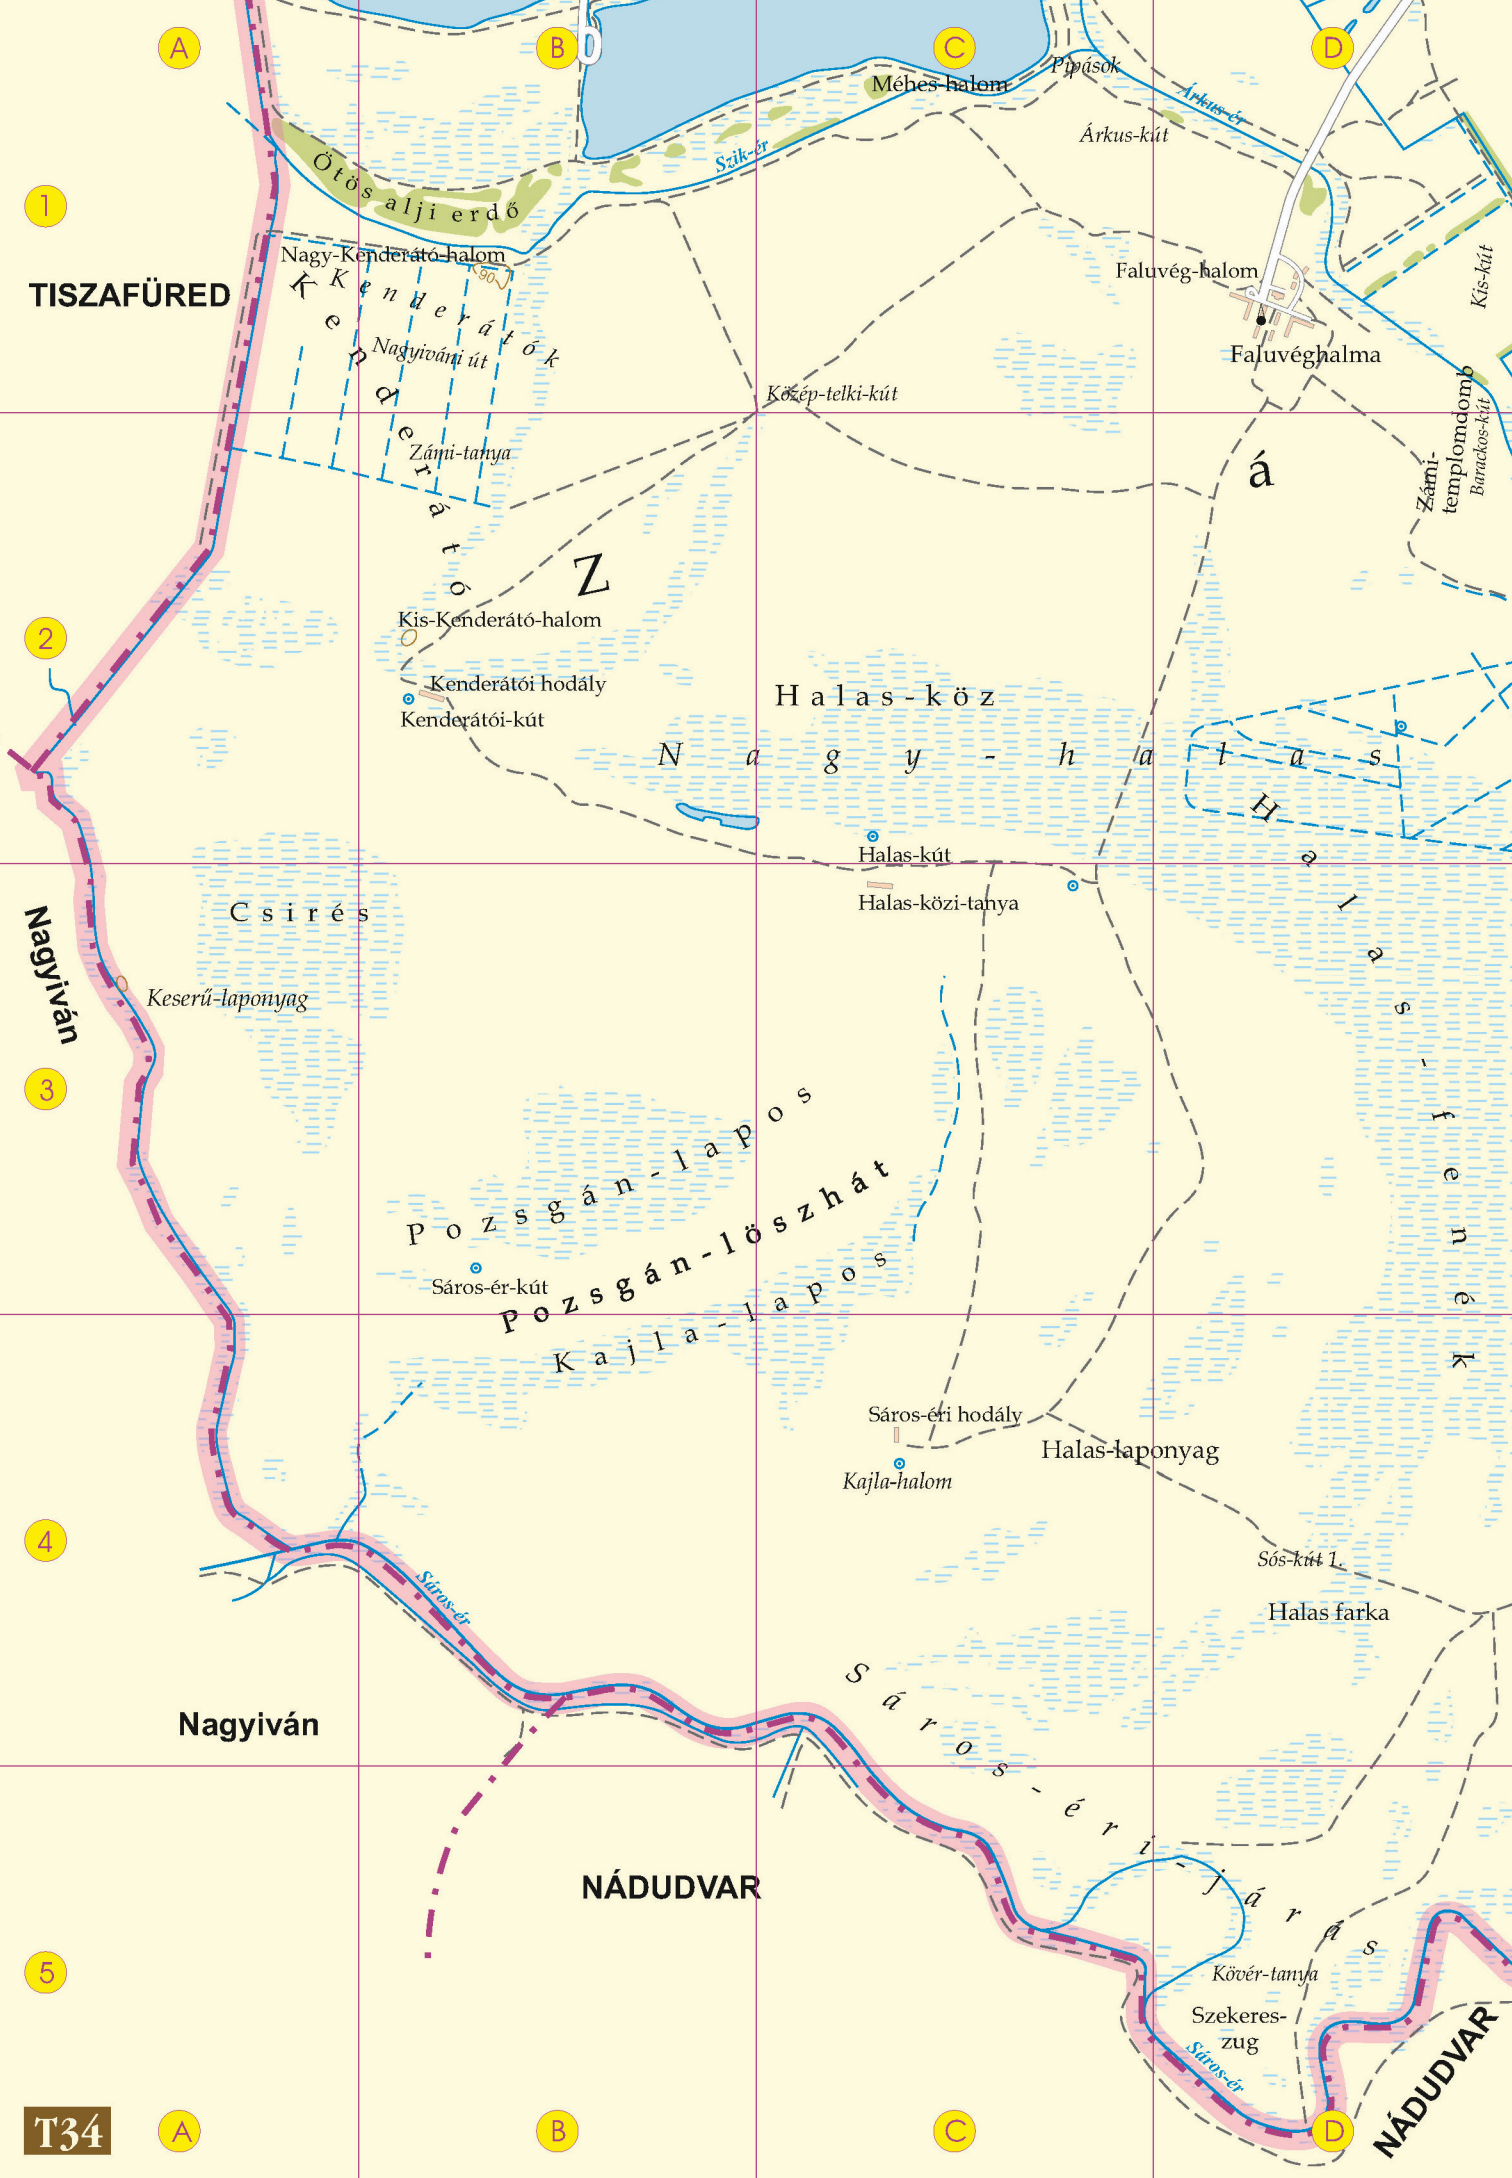 A
B
C
D
Méhes-halom
Pipások
Árkus-ér
Árkus-kút
Szik-ér
Ötös alji erdő
1
Nagy-Kenderátó-halom
90
Kenderátók
Kenderátó
Nagyiváni út
TISZAFÜRED
Faluvég-halom
Kis-kút
Faluvéghalma
Közép-telki-kút
Zámi-tanya
Zámi-
templomdomb
Barackos-kút
Z
á
Kis-Kenderátó-halom
2
Kenderátói hodály
Kenderátói-kút
Halas-köz
Nagy-halas
Halas-kút
Halas-közi-tanya
Halas-fenék
Csirés
Nagyiván
Keserű-laponyag
3
Pozsgán-lapos
Pozsgán-löszhát
Sáros-ér-kút
Kajla-lapos
Sáros-éri hodály
Halas-laponyag
Kajla-halom
4
Sós-kút 1.
Sáros-ér
Halas farka
Nagyiván
Sáros-éri-járás
NÁDUDVAR
5
Kövér-tanya
Szekeres-
zug
Sáros-ér
NÁDUDVAR
T34
A
B
C
D